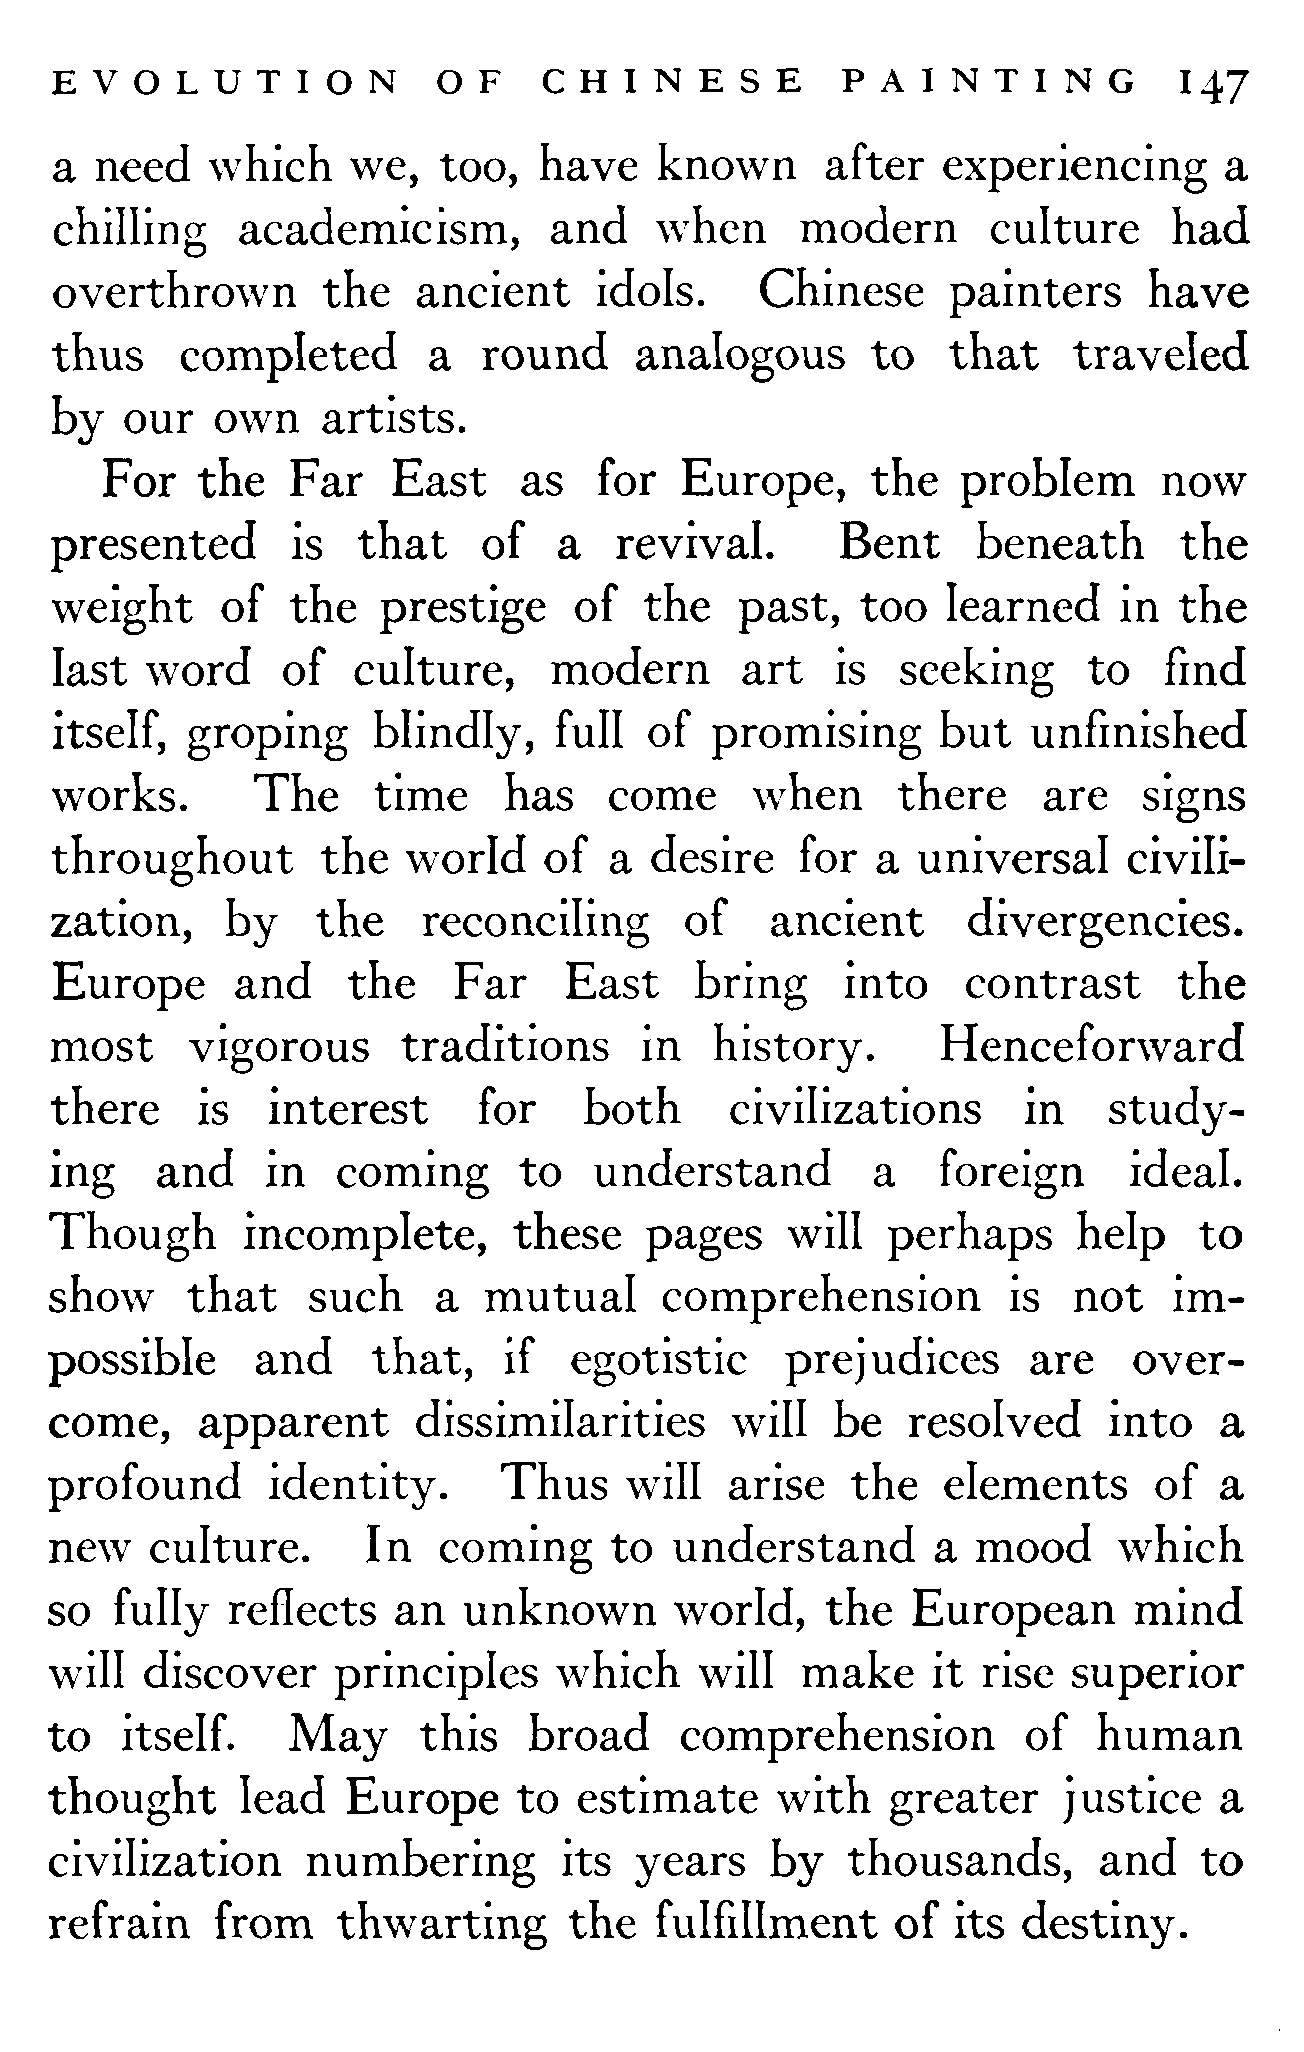 EVOLUTION OF CHINESE PAINTING 147
a need which we, too, have known after experiencing a
chilling academicism, and when modern culture had
overthrown the ancient idols. Chinese painters have
thus completed a round analogous to that traveled
by our own artists.
For the Far East as for Europe, the problem now
presented is that of a revival. Bent beneath the
weight of the prestige of the past, too learned in the
last word of culture, modern art is seeking to find
itself, groping blindly, full of promising but unfinished
works. The time has come when there are signs
throughout the world of a desire for a universal civili-
zation, by the reconciling of ancient divergencies.
Europe and the Far East bring into contrast the
most vigorous traditions in history. Henceforward
there is interest for both civilizations in study-
ing and in coming to understand a foreign ideal.
Though incomplete, these pages will perhaps help to
show that such a mutual comprehension is not im-
possible and that, if egotistic prejudices are over-
come, apparent dissimilarities will be resolved into a
profound identity. Thus will arise the elements of a
new culture. In coming to understand a mood which
so fully reflects an unknown world, the European mind
will discover principles which will make it rise superior
to itself. May this broad comprehension of human
thought lead Europe to estimate with greater justice a
civilization numbering its years by thousands, and to
refrain from thwarting the fulfillment of its destiny.